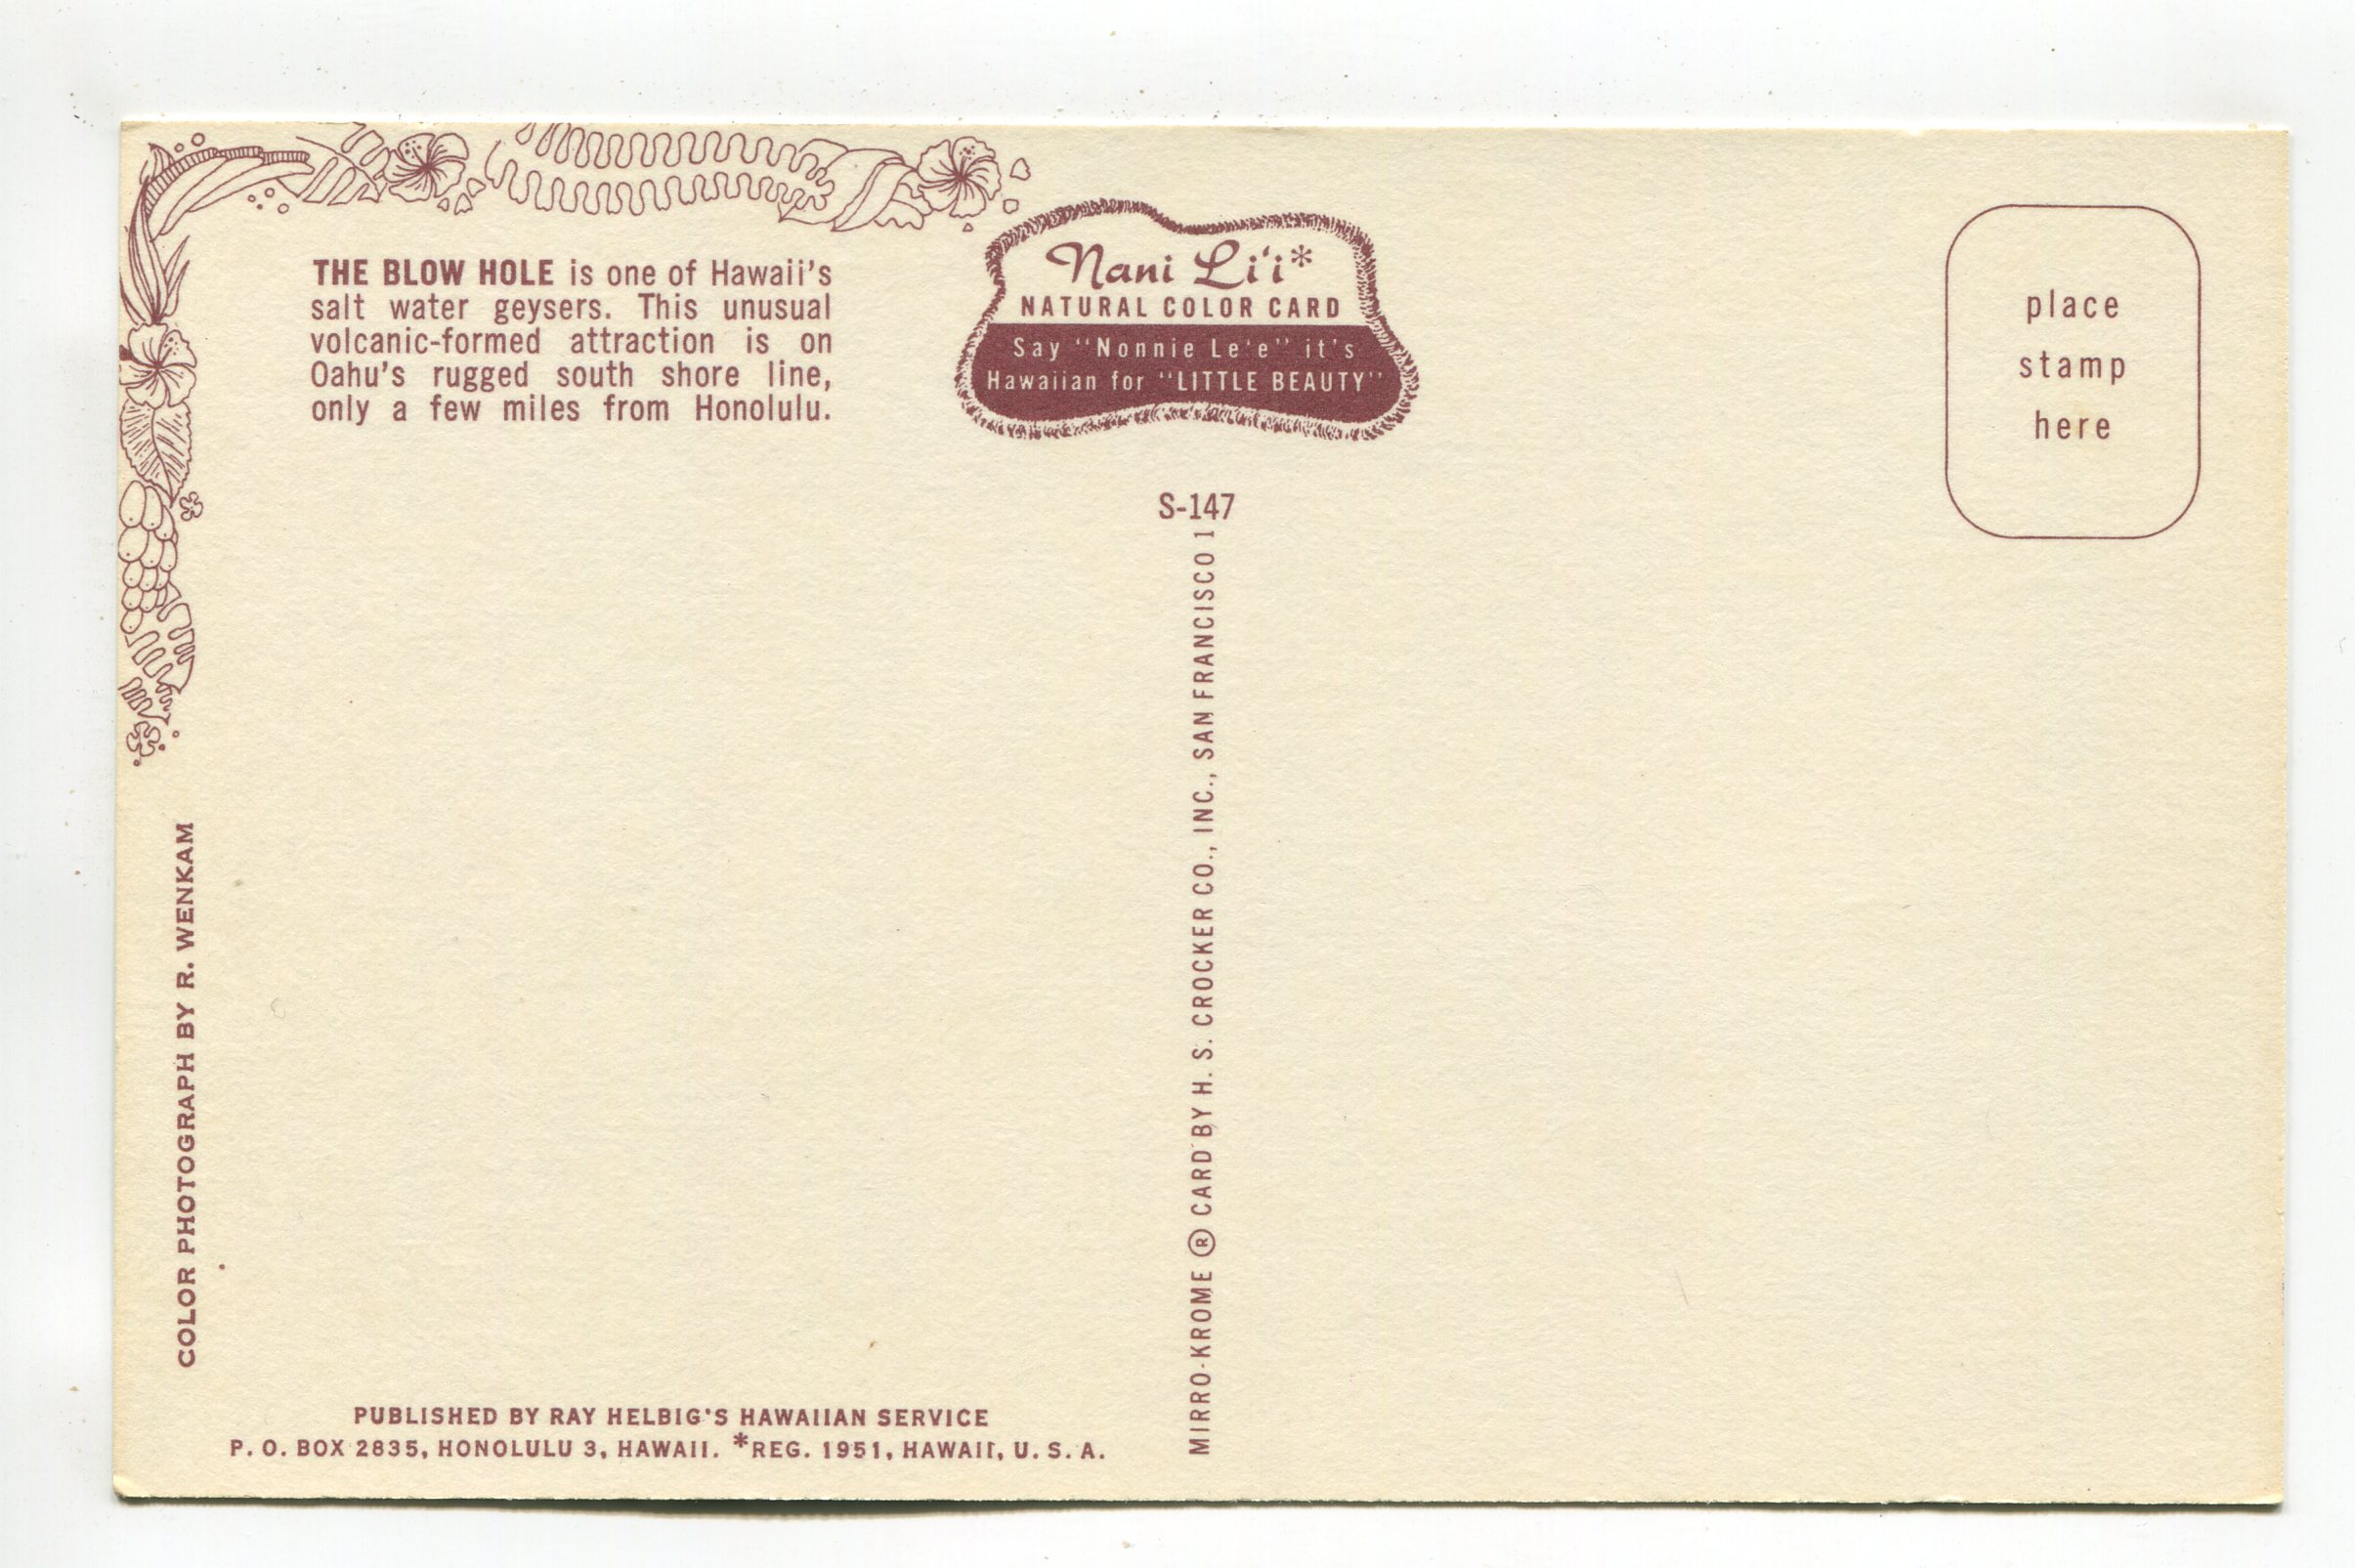 THE BLOW HOLE is one of Hawaii's
salt water geysers. This unusual
volcanic-formed attraction is on
Oahu's rugged south shore line,
only a few miles from Honolulu.
Nani Li'i*
NATURAL COLOR CARD
Say "Nonnie Le'e" it's
Hawaiian for "LITTLE BEAUTY"
place
stamp
here
S-147
MIRRO-KROME ® CARD BY H. S. CROCKER CO., INC., SAN FRANCISCO 1
COLOR PHOTOGRAPH BY R. WENKAM
PUBLISHED BY RAY HELBIG'S HAWAIIAN SERVICE
P. O. BOX 2835, HONOLULU 3, HAWAII. *REG. 1951, HAWAII, U. S. A.